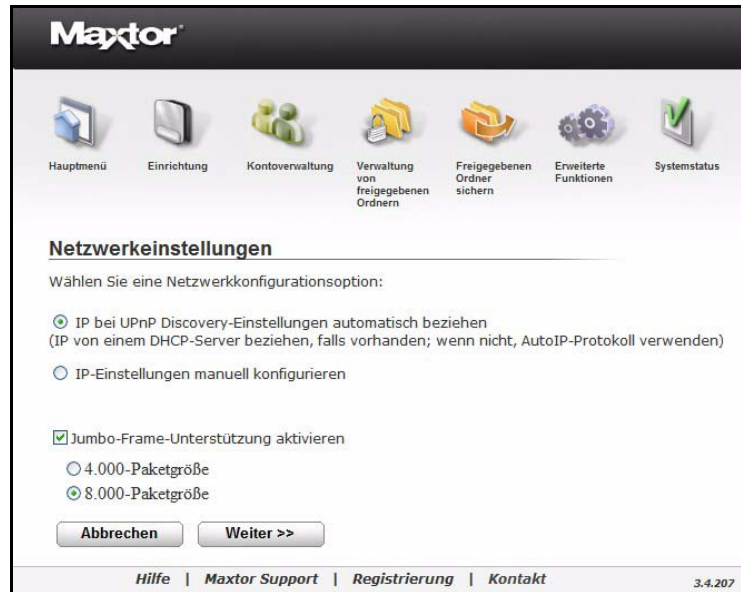 Maxtor
Hauptmenü
Einrichtung
Kontoverwaltung
Verwaltung
von
freigegebenen
Ordnern
Freigegebenen
Ordner
sichern
Erweiterte
Funktionen
Systemstatus
Netzwerkeinstellungen
Wählen Sie eine Netzwerkkonfigurationsoption:
IP bei UPnP Discovery-Einstellungen automatisch beziehen
(IP von einem DHCP-Server beziehen, falls vorhanden; wenn nicht, AutoIP-Protokoll verwenden)
IP-Einstellungen manuell konfigurieren
Jumbo-Frame-Unterstützung aktivieren
4.000-Paketgröße
8.000-Paketgröße
Abbrechen Weiter >>
Hilfe | Maxtor Support | Registrierung | Kontakt 3.4.207